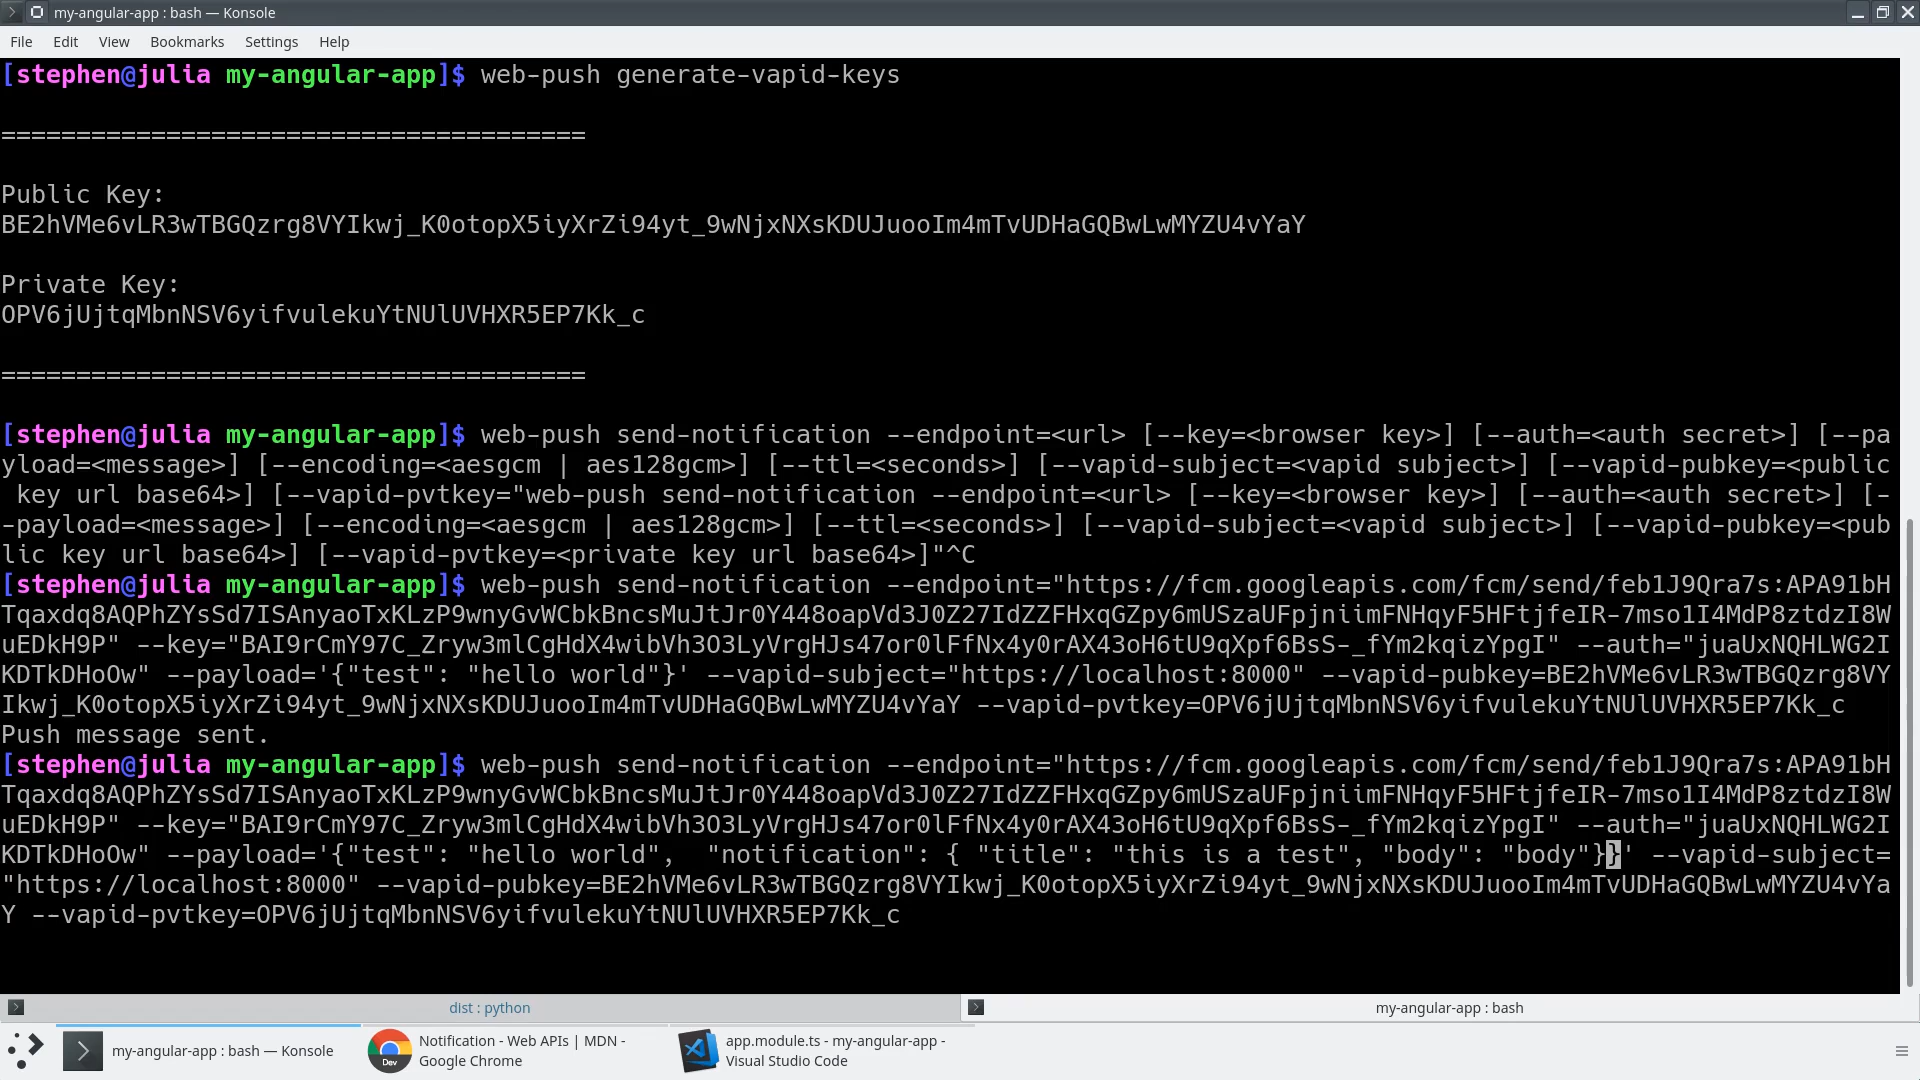 my-angular-app : bash — Konsole
File Edit View Bookmarks Settings Help
[stephen@julia my-angular-app]$ web-push generate-vapid-keys
=======================================
Public Key:
BE2hVMe6vLR3wTBGQzrg8VYIkwj_K0otopX5iyXrZi94yt_9wNjxNXsKDUJuooIm4mTvUDHaGQBwLwMYZU4vYaY
Private Key:
OPV6jUjtqMbnNSV6yifvulekuYtNUlUVHXR5EP7Kk_c
=======================================
[stephen@julia my-angular-app]$ web-push send-notification --endpoint=<url> [--key=<browser key>] [--auth=<auth secret>] [--pa
yload=<message>] [--encoding=<aesgcm | aes128gcm>] [--ttl=<seconds>] [--vapid-subject=<vapid subject>] [--vapid-pubkey=<public
 key url base64>] [--vapid-pvtkey="web-push send-notification --endpoint=<url> [--key=<browser key>] [--auth=<auth secret>] [-
-payload=<message>] [--encoding=<aesgcm | aes128gcm>] [--ttl=<seconds>] [--vapid-subject=<vapid subject>] [--vapid-pubkey=<pub
lic key url base64>] [--vapid-pvtkey=<private key url base64>]"^C
[stephen@julia my-angular-app]$ web-push send-notification --endpoint="https://fcm.googleapis.com/fcm/send/feb1J9Qra7s:APA91bH
Tqaxdq8AQPhZYsSd7ISAnyaoTxKLzP9wnyGvWCbkBncsMuJtJr0Y448oapVd3J0Z27IdZZFHxqGZpy6mUSzaUFpjniimFNHqyF5HFtjfeIR-7mso1I4MdP8ztdzI8W
uEDkH9P" --key="BAI9rCmY97C_Zryw3mlCgHdX4wibVh3O3LyVrgHJs47or0lFfNx4y0rAX43oH6tU9qXpf6BsS-_fYm2kqizYpgI" --auth="juaUxNQHLWG2I
KDTkDHoOw" --payload='{"test": "hello world"}' --vapid-subject="https://localhost:8000" --vapid-pubkey=BE2hVMe6vLR3wTBGQzrg8VY
Ikwj_K0otopX5iyXrZi94yt_9wNjxNXsKDUJuooIm4mTvUDHaGQBwLwMYZU4vYaY --vapid-pvtkey=OPV6jUjtqMbnNSV6yifvulekuYtNUlUVHXR5EP7Kk_c
Push message sent.
[stephen@julia my-angular-app]$ web-push send-notification --endpoint="https://fcm.googleapis.com/fcm/send/feb1J9Qra7s:APA91bH
Tqaxdq8AQPhZYsSd7ISAnyaoTxKLzP9wnyGvWCbkBncsMuJtJr0Y448oapVd3J0Z27IdZZFHxqGZpy6mUSzaUFpjniimFNHqyF5HFtjfeIR-7mso1I4MdP8ztdzI8W
uEDkH9P" --key="BAI9rCmY97C_Zryw3mlCgHdX4wibVh3O3LyVrgHJs47or0lFfNx4y0rAX43oH6tU9qXpf6BsS-_fYm2kqizYpgI" --auth="juaUxNQHLWG2I
KDTkDHoOw" --payload='{"test": "hello world",  "notification": { "title": "this is a test", "body": "body"}}' --vapid-subject=
"https://localhost:8000" --vapid-pubkey=BE2hVMe6vLR3wTBGQzrg8VYIkwj_K0otopX5iyXrZi94yt_9wNjxNXsKDUJuooIm4mTvUDHaGQBwLwMYZU4vYa
Y --vapid-pvtkey=OPV6jUjtqMbnNSV6yifvulekuYtNUlUVHXR5EP7Kk_c
dist : python
my-angular-app : bash
my-angular-app : bash — Konsole
Dev
Notification - Web APIs | MDN -
Google Chrome
app.module.ts - my-angular-app -
Visual Studio Code